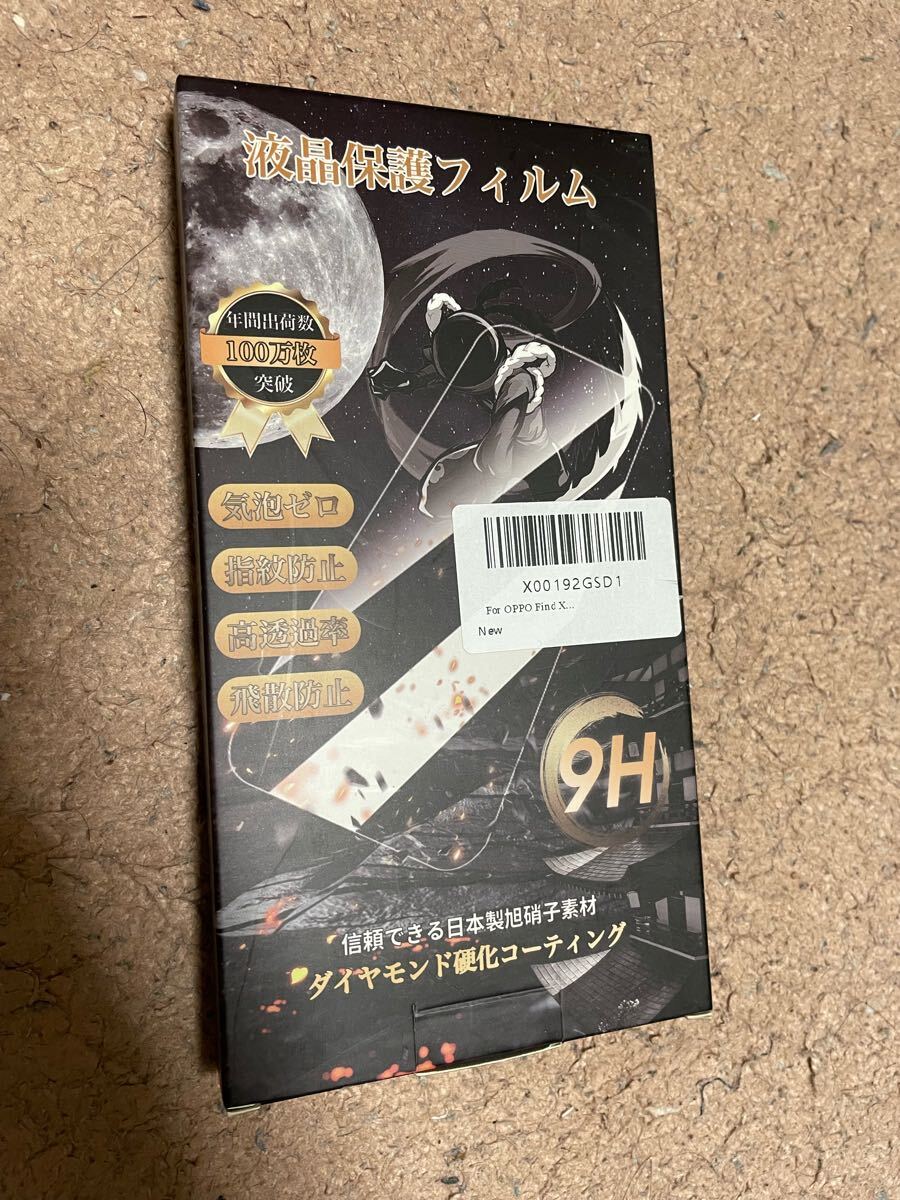 液晶保護フィルム
年間出荷数
100万枚
突破
気泡ゼロ
指紋防止
高透過率
飛散防止
X00192GSD1
For OPPO Find X...
New
9H
信頼できる日本製旭硝子素材
ダイヤモンド硬化コーティング